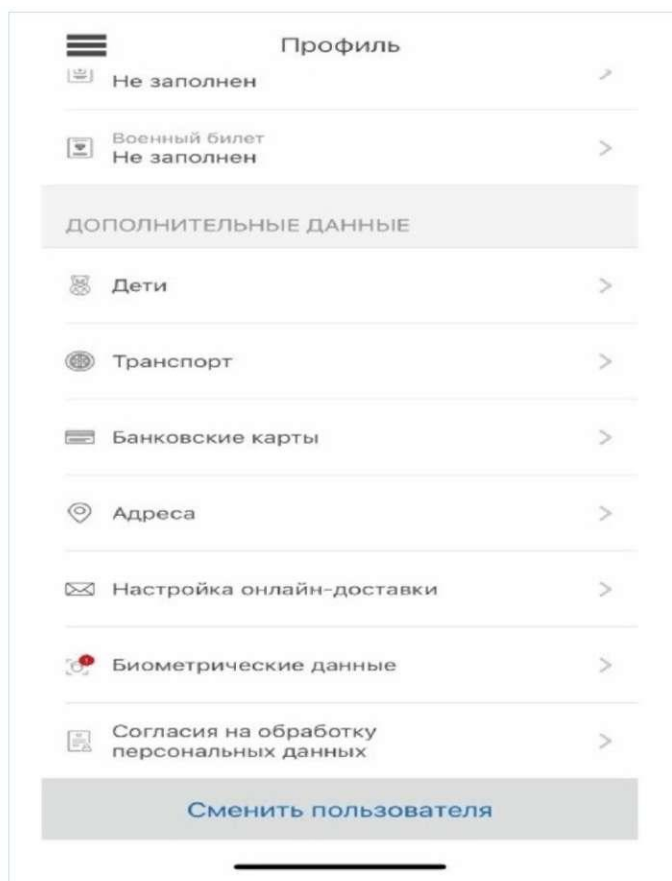 Профиль
Не заполнен
Военный билет
Не заполнен
ДОПОЛНИТЕЛЬНЫЕ ДАННЫЕ
Дети
Транспорт
Банковские карты
Адреса
Настройка онлайн-доставки
Биометрические данные
Согласия на обработку
персональных данных
Сменить пользователя